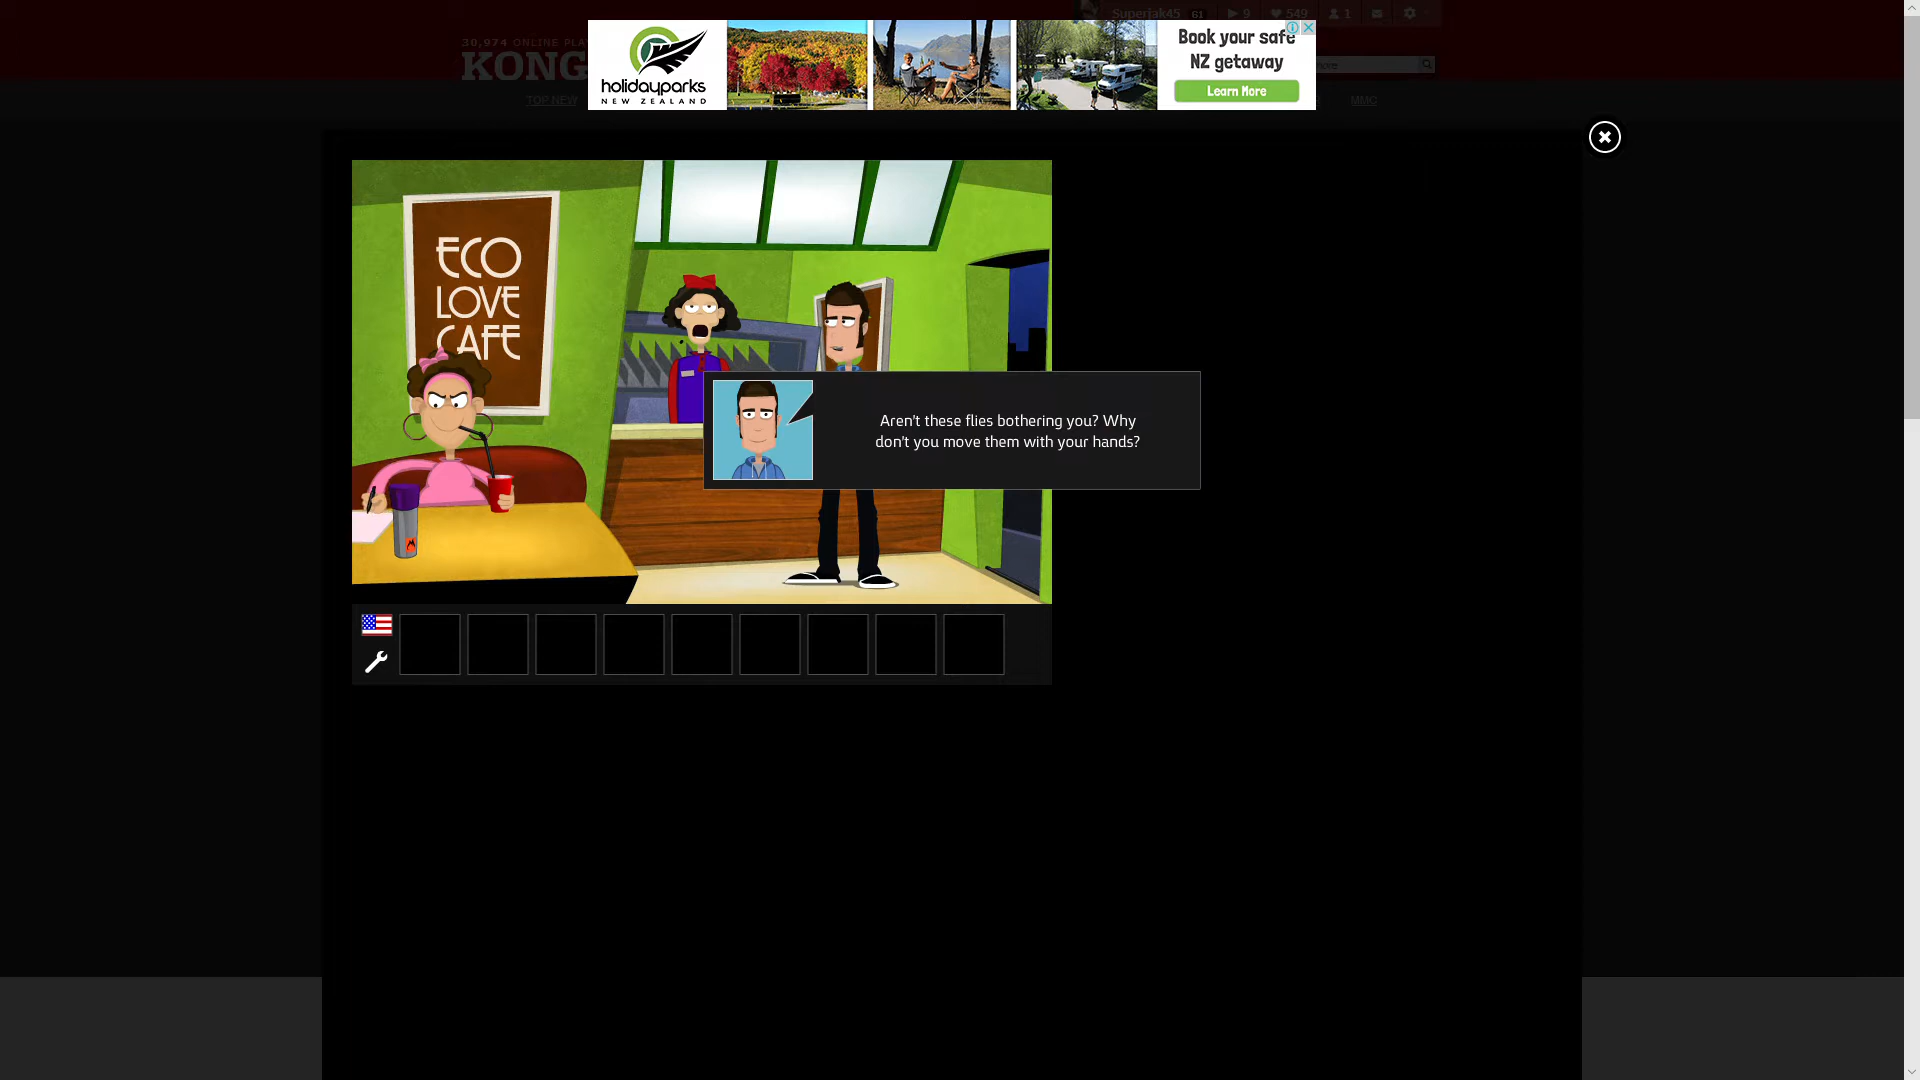 Superjak45 61 9 549 1
30,974 ONLINE PLA
KONG
TOP NEW
MMC
holidayparks
NEW ZEALAND
Book your safe
NZ getaway
Learn More
ECO
LOVE
CAFE
Aren't these flies bothering you? Why
don't you move them with your hands?